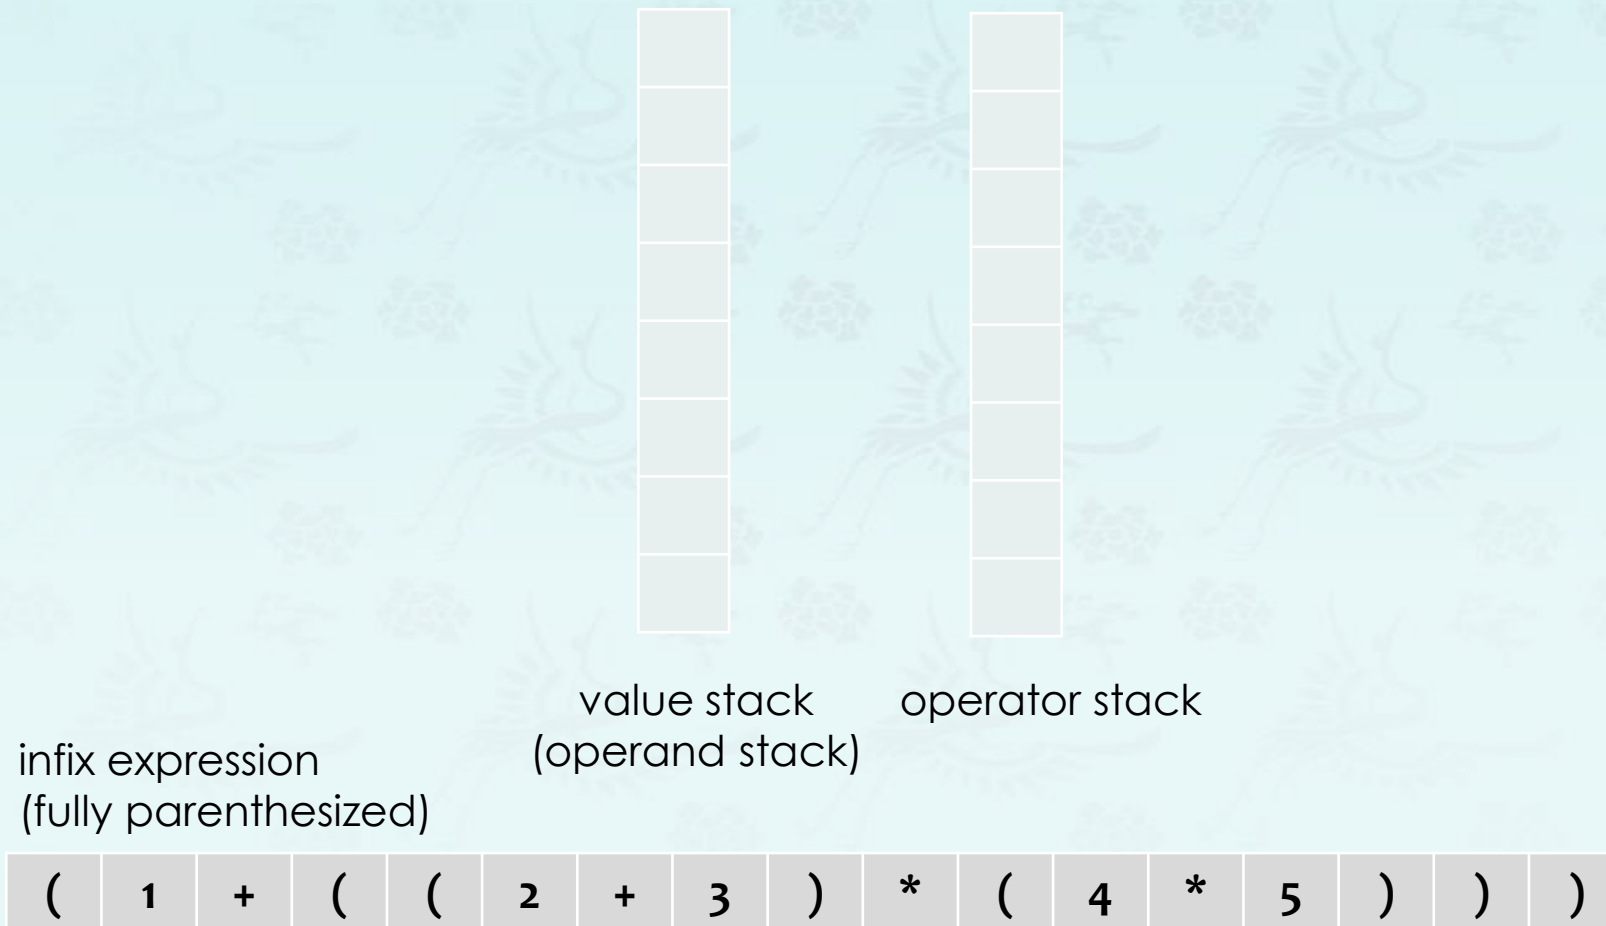 value stack
(operand stack)
operator stack
infix expression
(fully parenthesized)
( 1 + ( ( 2 + 3 ) * ( 4 * 5 ) ) )